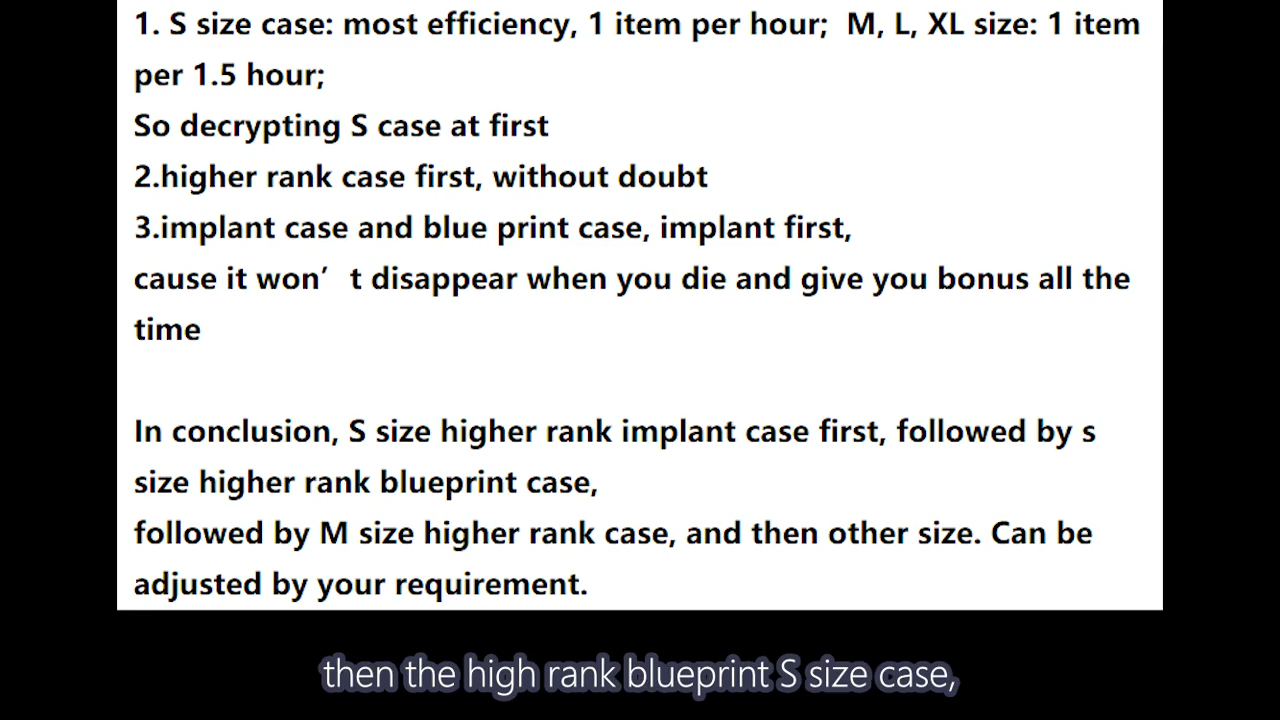 1. S size case: most efficiency, 1 item per hour;  M, L, XL size: 1 item
per 1.5 hour;
So decrypting S case at first
2.higher rank case first, without doubt
3.implant case and blue print case, implant first,
cause it won’ t disappear when you die and give you bonus all the
time
In conclusion, S size higher rank implant case first, followed by s
size higher rank blueprint case,
followed by M size higher rank case, and then other size. Can be
adjusted by your requirement.
then the high rank blueprint S size case,